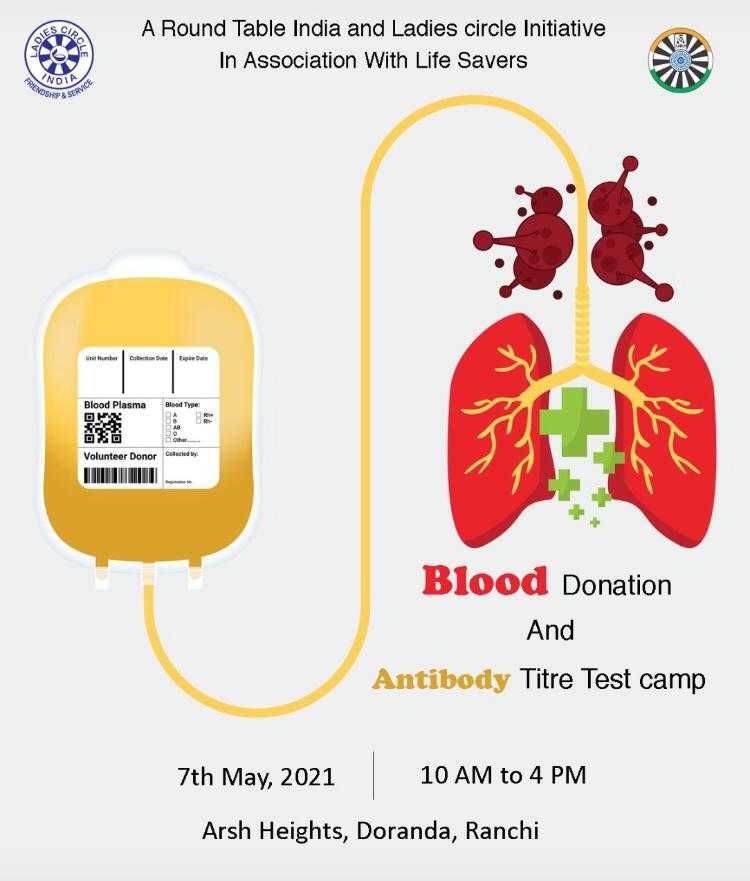 A Round Table India and Ladies circle Initiative
In Association With Life Savers
LADIES CIRCLE
INDIA
FRIENDSHIP & SERVICE
Unit Number Collection Date Expire Date
Blood Plasma
Blood Type:
A Rh+
B Rh-
AB
O
Other.........
Volunteer Donor
Collected by:
Registration No.
Blood Donation
And
Antibody Titre Test camp
7th May, 2021 10 AM to 4 PM
Arsh Heights, Doranda, Ranchi